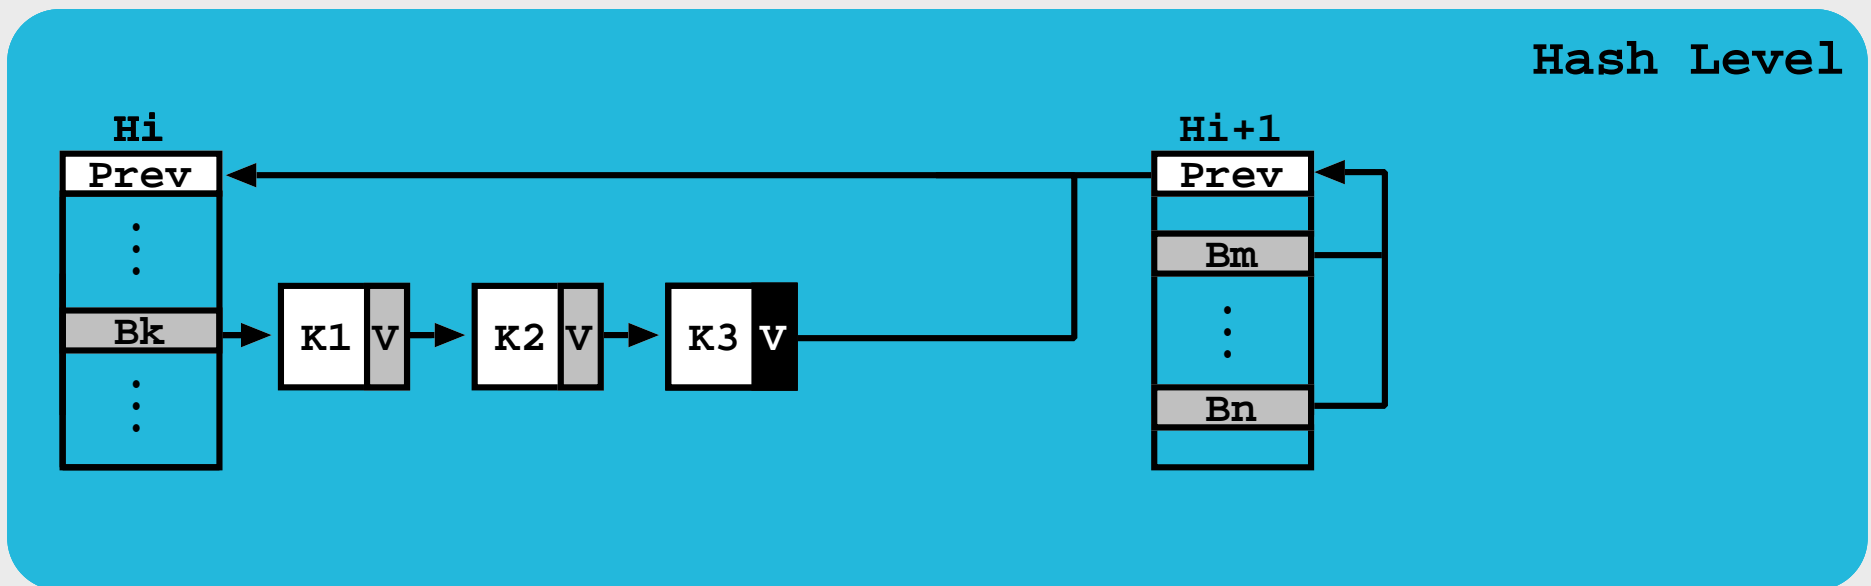 Hash Level
Hi
Hi+1
Prev
Prev
Bm
Bk
K1 V
K2 V
K3 V
Bn